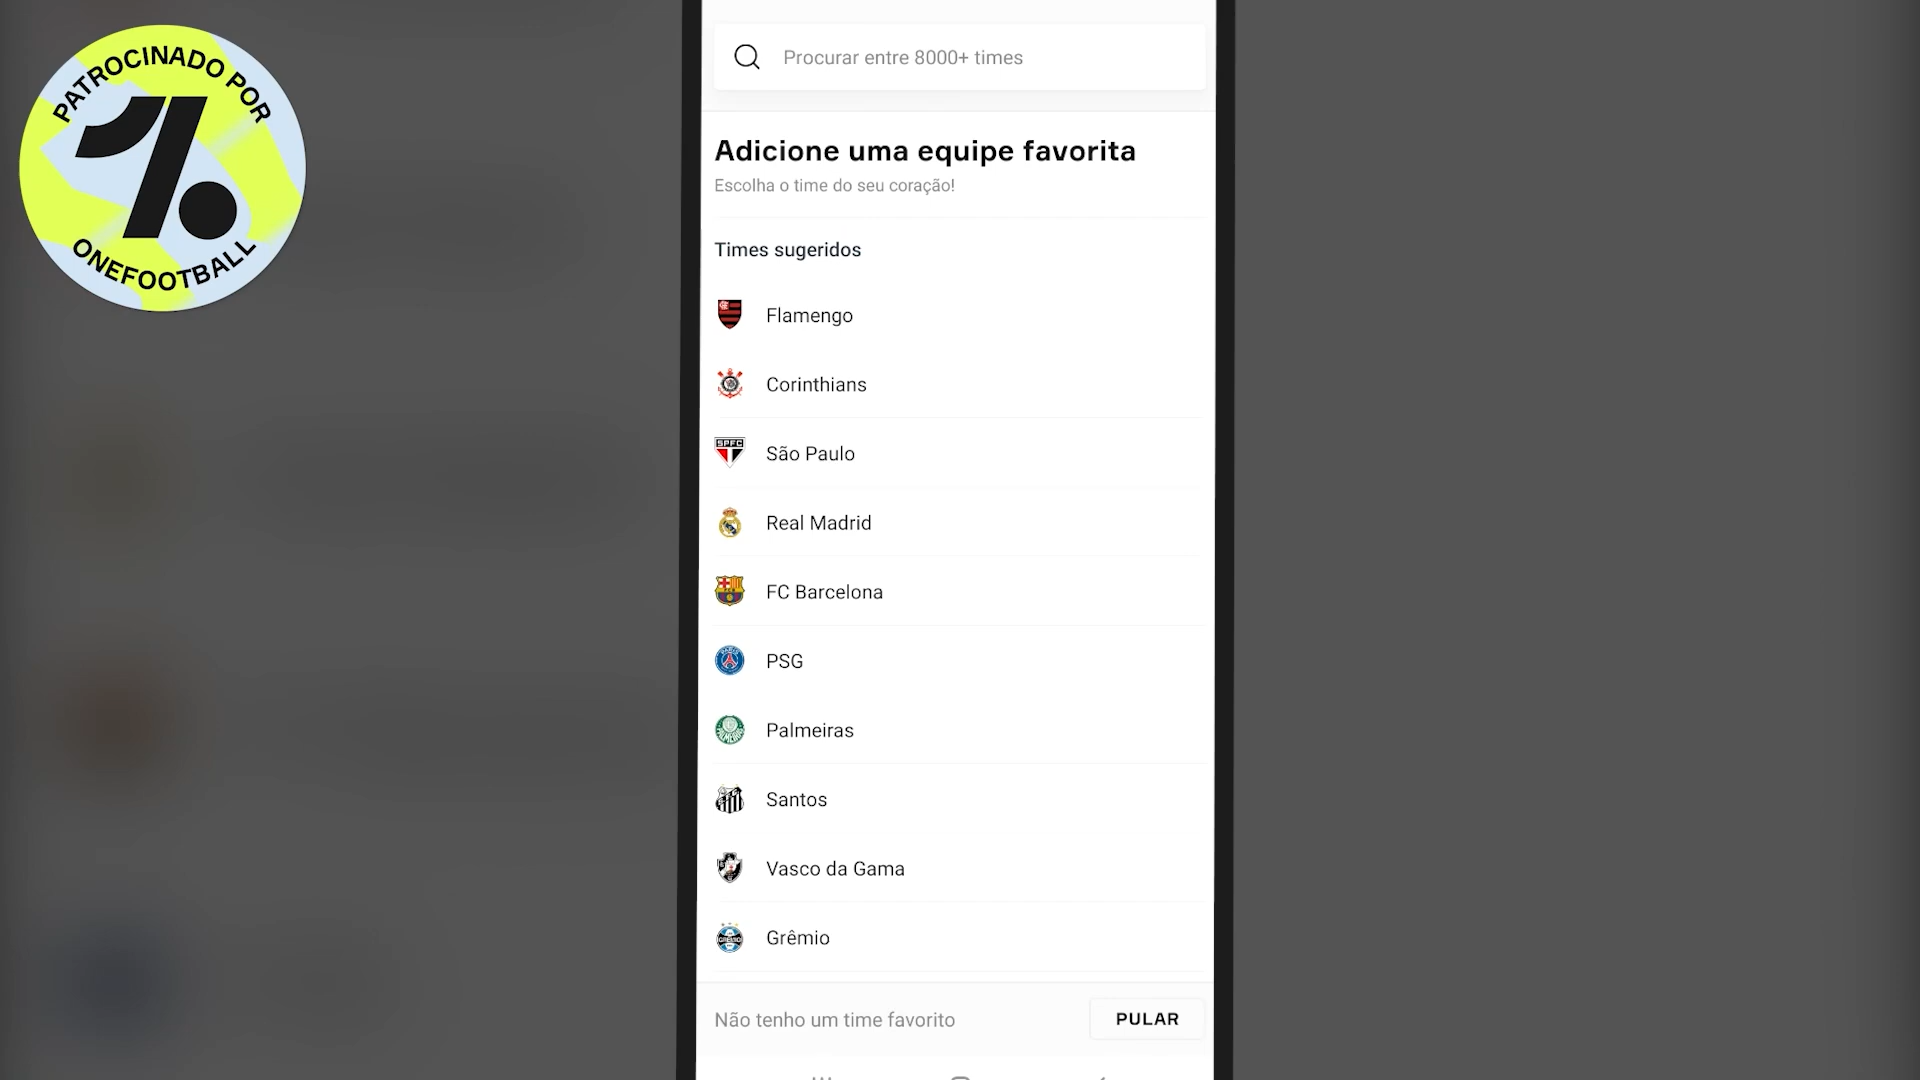 PATROCINADO POR
ONEFOOTBALL
Procurar entre 8000+ times
Adicione uma equipe favorita
Escolha o time do seu coração!
Times sugeridos
Flamengo
Corinthians
SPFC
São Paulo
Real Madrid
FC Barcelona
PSG
Palmeiras
Santos
Vasco da Gama
Grêmio
Não tenho um time favorito
PULAR